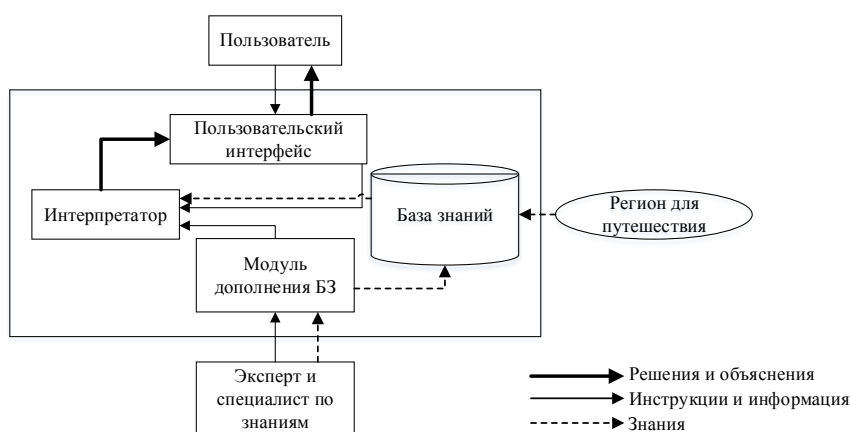 Пользователь
Пользовательский
интерфейс
Интерпретатор
База знаний
Регион для
путешествия
Модуль
дополнения БЗ
Эксперт и
специалист по
знаниям
Решения и объяснения
Инструкции и информация
Знания